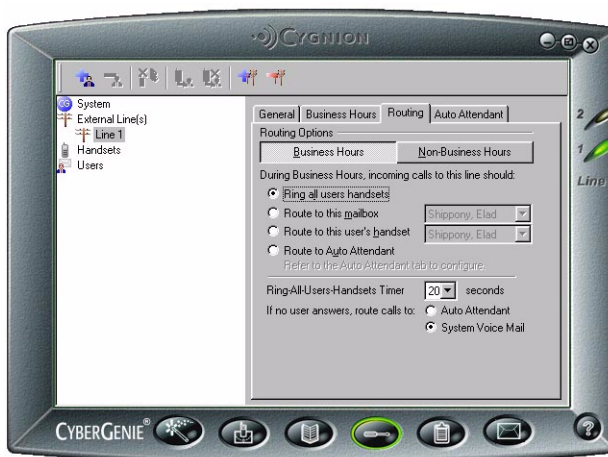 CYGNION
System
External Line(s)
Line 1
Handsets
Users
General Business Hours Routing Auto Attendant
Routing Options
Business Hours Non-Business Hours
During Business Hours, incoming calls to this line should:
Ring all users handsets
Route to this mailbox Shippony, Elad
Route to this user's handset Shippony, Elad
Route to Auto Attendant
Refer to the Auto Attendant tab to configure.
Ring-All-Users-Handsets Timer 20 seconds
If no user answers, route calls to: Auto Attendant
System Voice Mail
2
1
Line
CYBERGENIE®
?